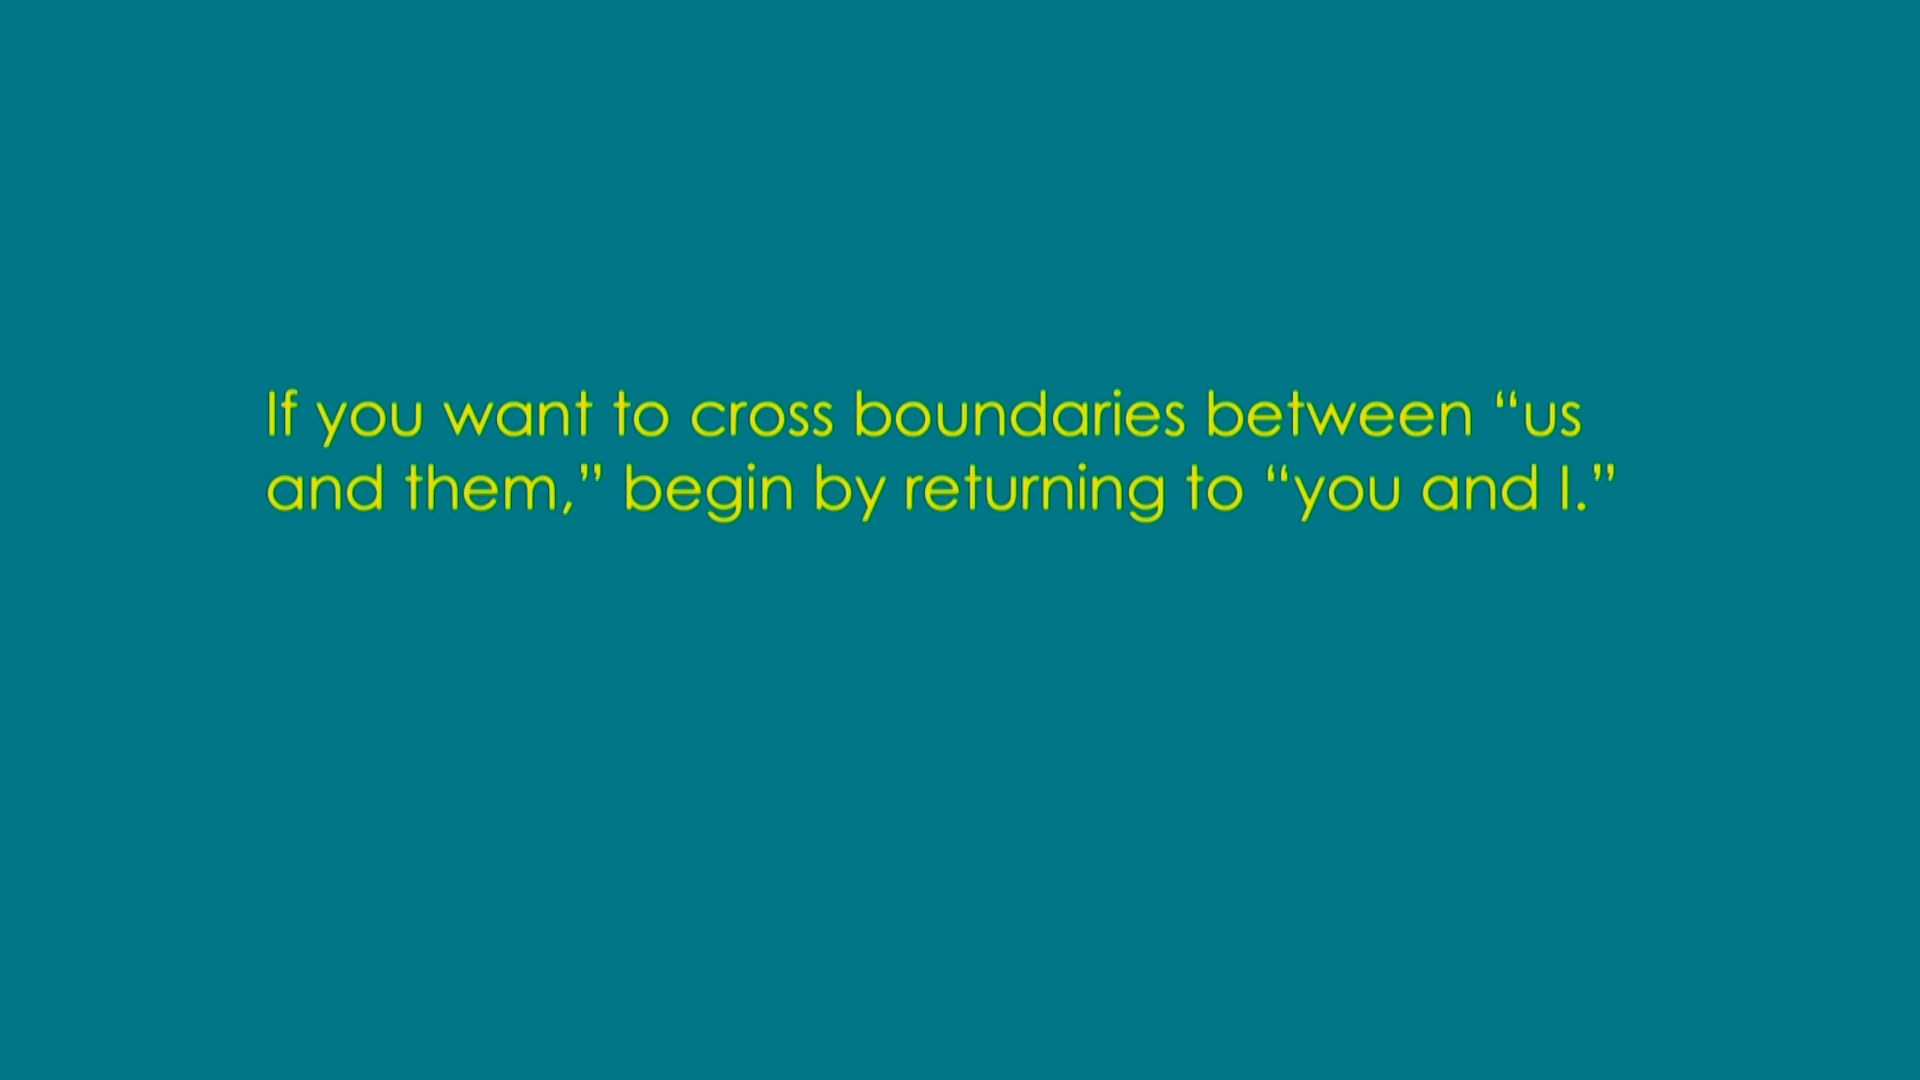 If you want to cross boundaries between “us
and them,” begin by returning to “you and I.”